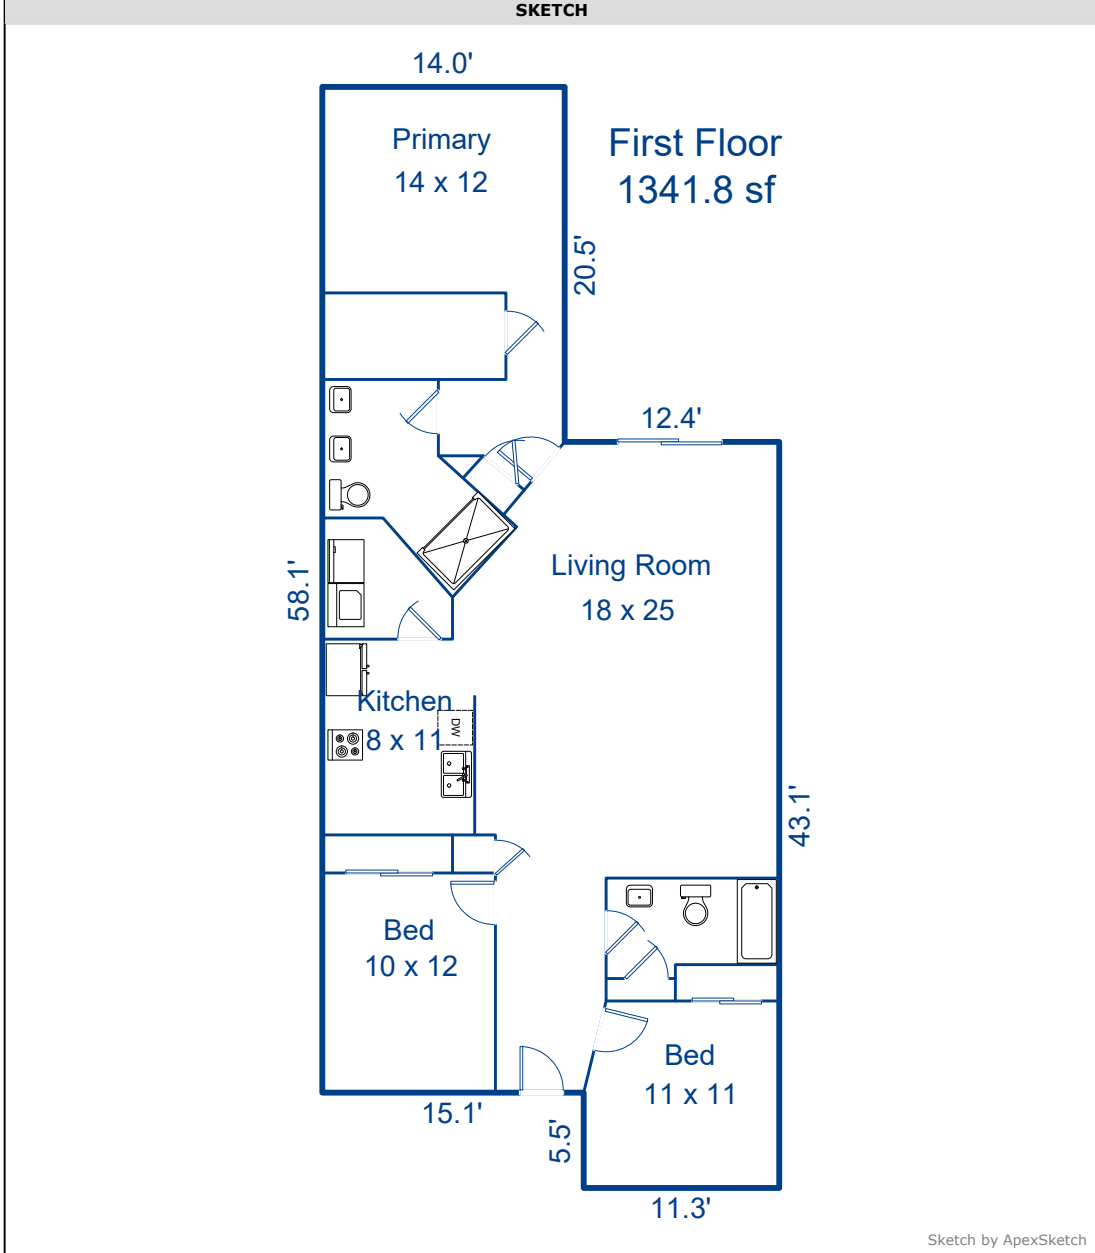 SKETCH
14.0'
Primary
14 x 12
First Floor
1341.8 sf
20.5'
12.4'
58.1'
Living Room
18 x 25
Kitchen
8 x 11
DW
43.1'
Bed
10 x 12
Bed
11 x 11
15.1'
5.5'
11.3'
Sketch by ApexSketch